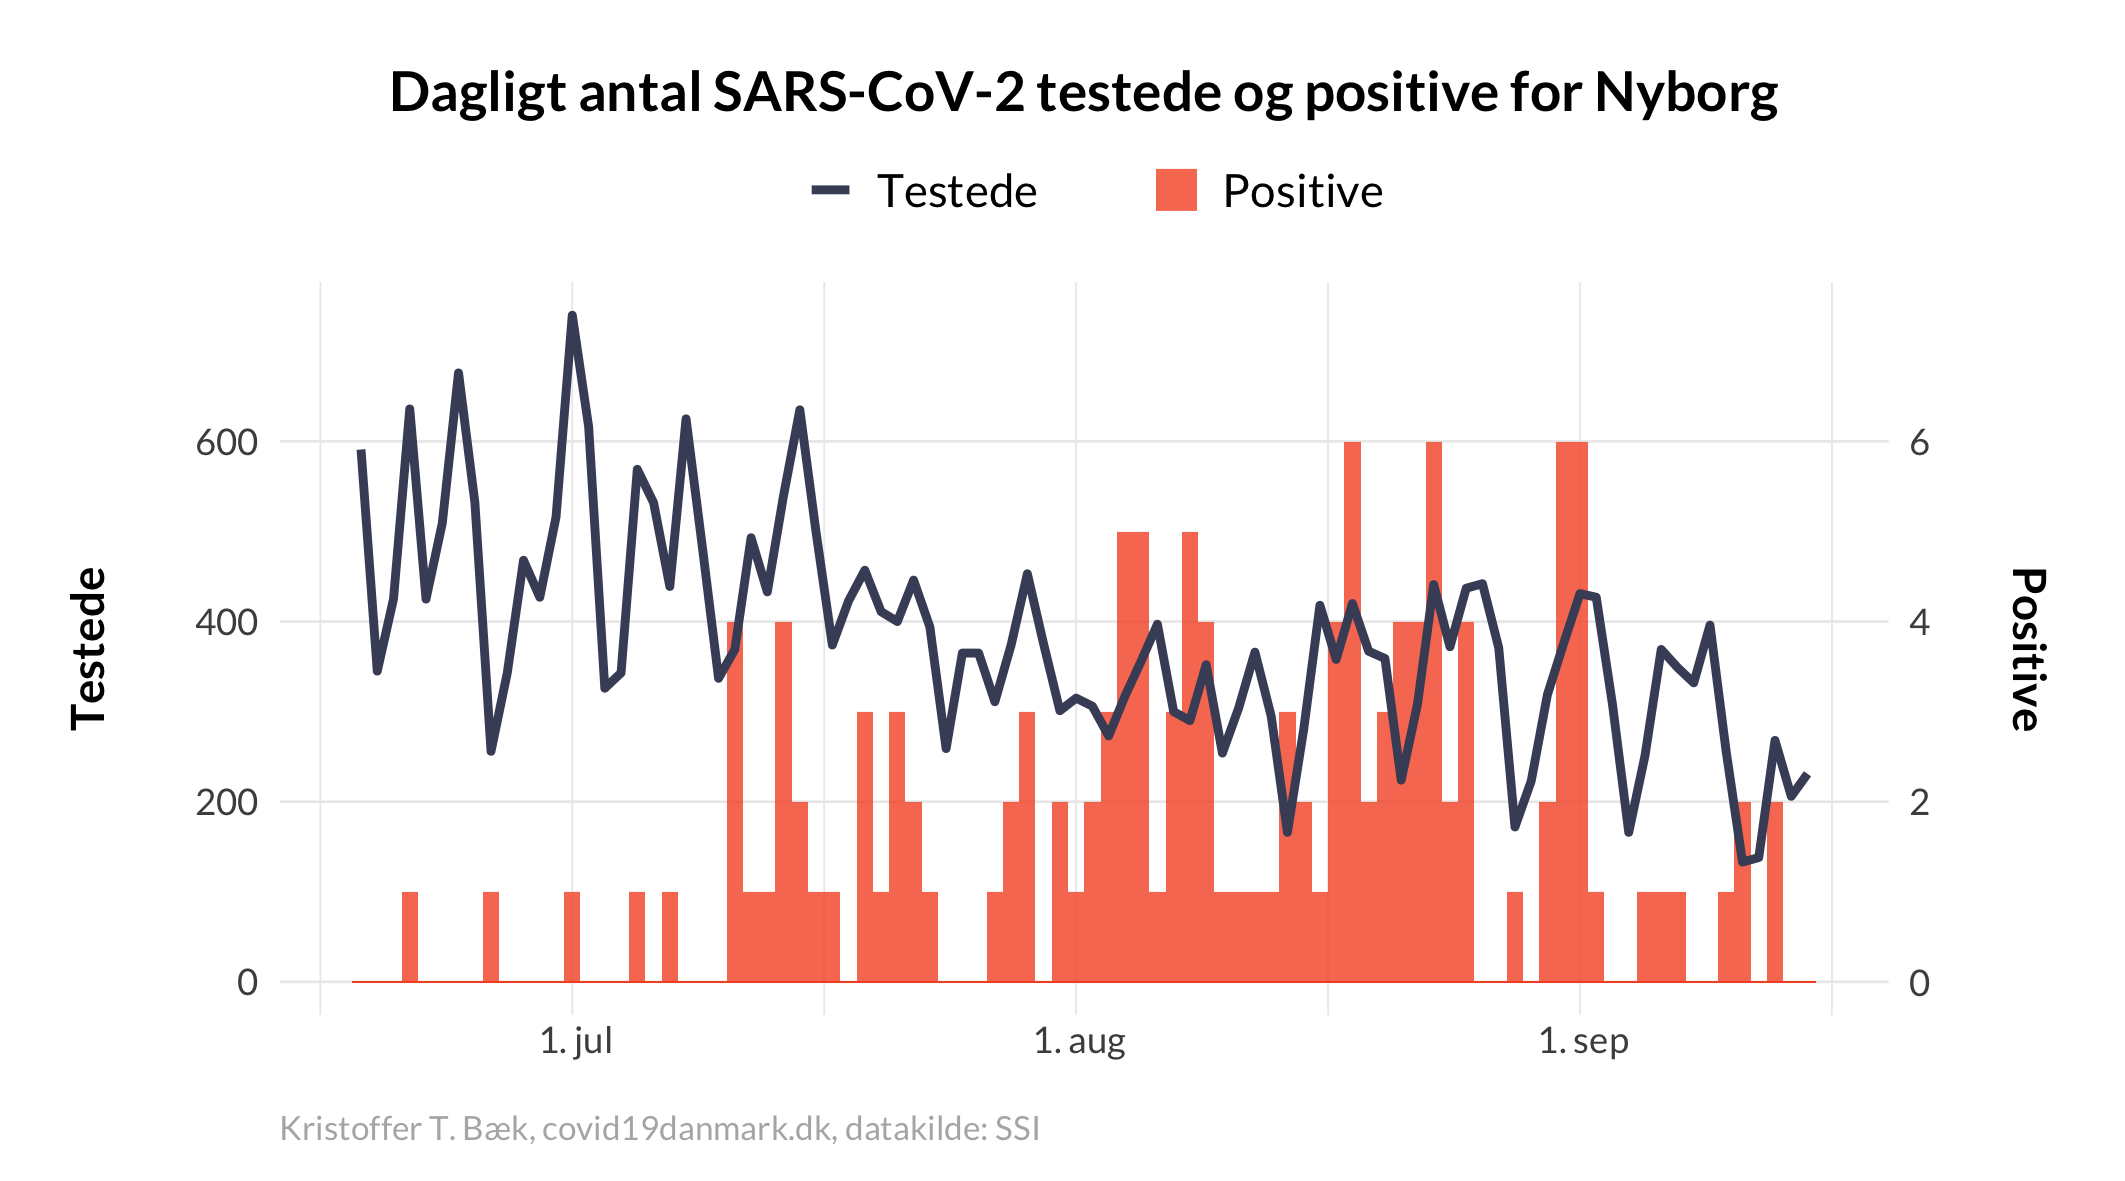 Dagligt antal SARS-CoV-2 testede og positive for Nyborg
Testede
Positive
Testede
600
400
200
0
6
4
2
0
Positive
1. jul
1. aug
1. sep
Kristoffer T. Bæk, covid19danmark.dk, datakilde: SSI